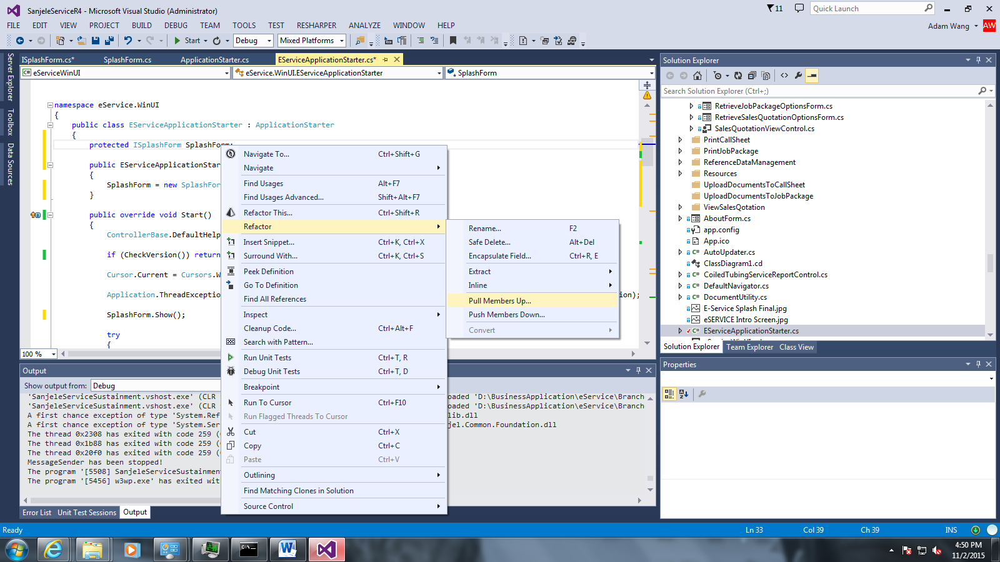 SanjeleServiceR4 - Microsoft Visual Studio (Administrator)
11
Quick Launch
FILE EDIT VIEW PROJECT BUILD DEBUG TEAM TOOLS TEST RESHARPER ANALYZE WINDOW HELP
Adam Wang AW
Start Debug Mixed Platforms
Server Explorer
Toolbox
Data Sources
ISplashForm.cs* SplashForm.cs ApplicationStarter.cs EServiceApplicationStarter.cs*
eServiceWinUI eService.WinUI.EServiceApplicationStarter SplashForm
namespace eService.WinUI
{
public class EServiceApplicationStarter : ApplicationStarter
{
protected ISplashForm SplashForm;
public EServiceApplicationStar
{
SplashForm = new SplashFor
}
public override void Start()
{
ControllerBase.DefaultHelp
if (CheckVersion()) return
Cursor.Current = Cursors.W
Application.ThreadException
ion);
SplashForm.Show();
try
{
100 %
Navigate To... Ctrl+Shift+G
Navigate
Find Usages Alt+F7
Find Usages Advanced... Shift+Alt+F7
Refactor This... Ctrl+Shift+R
Refactor
Insert Snippet... Ctrl+K, Ctrl+X
Surround With... Ctrl+K, Ctrl+S
Peek Definition
Go To Definition
Find All References
Inspect
Cleanup Code... Ctrl+Alt+F
Search with Pattern...
Run Unit Tests Ctrl+T, R
Debug Unit Tests Ctrl+T, D
Breakpoint
Run To Cursor Ctrl+F10
Run Flagged Threads To Cursor
Cut Ctrl+X
Copy Ctrl+C
Paste Ctrl+V
Outlining
Find Matching Clones in Solution
Source Control
Rename... F2
Safe Delete... Alt+Del
Encapsulate Field... Ctrl+R, E
Extract
Inline
Pull Members Up...
Push Members Down...
Convert
Output
Show output from: Debug
'SanjeleServiceSustainment.vshost.exe' (CLR oaded 'D:\BusinessApplication\eService\Branche
'SanjeleServiceSustainment.vshost.exe' (CLR oaded 'D:\BusinessApplication\eService\Branche
A first chance exception of type 'System.Ref lib.dll
A first chance exception of type 'System.Ser jel.Common.Foundation.dll
The thread 0x2308 has exited with code 259 (
The thread 0x1b88 has exited with code 259 (
The thread 0x20f0 has exited with code 259 (
MessageSender has been stopped!
The program '[5508] SanjeleServiceSustainment
The program '[5456] w3wp.exe' has exited wit
Error List Unit Test Sessions Output
Solution Explorer
Search Solution Explorer (Ctrl+;)
RetrieveJobPackageOptionsForm.cs
RetrieveSalesQuotationOptionsForm.cs
SalesQuotationViewControl.cs
PrintCallSheet
PrintJobPackage
ReferenceDataManagement
Resources
UploadDocumentsToCallSheet
UploadDocumentsToJobPackage
ViewSalesQotation
AboutForm.cs
app.config
App.ico
AutoUpdater.cs
ClassDiagram1.cd
CoiledTubingServiceReportControl.cs
DefaultNavigator.cs
DocumentUtility.cs
E-Service Splash Final.jpg
eSERVICE Intro Screen.jpg
EServiceApplicationStarter.cs
Solution Explorer Team Explorer Class View
Properties
Ready Ln 33 Col 39 Ch 39 INS
4:50 PM
11/2/2015